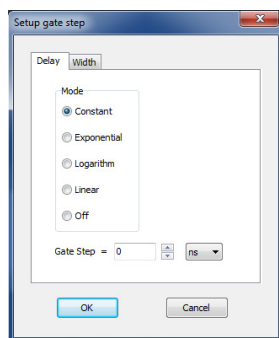 Setup gate step
Delay Width
Mode
Constant
Exponential
Logarithm
Linear
Off
Gate Step = 0 ns
OK Cancel